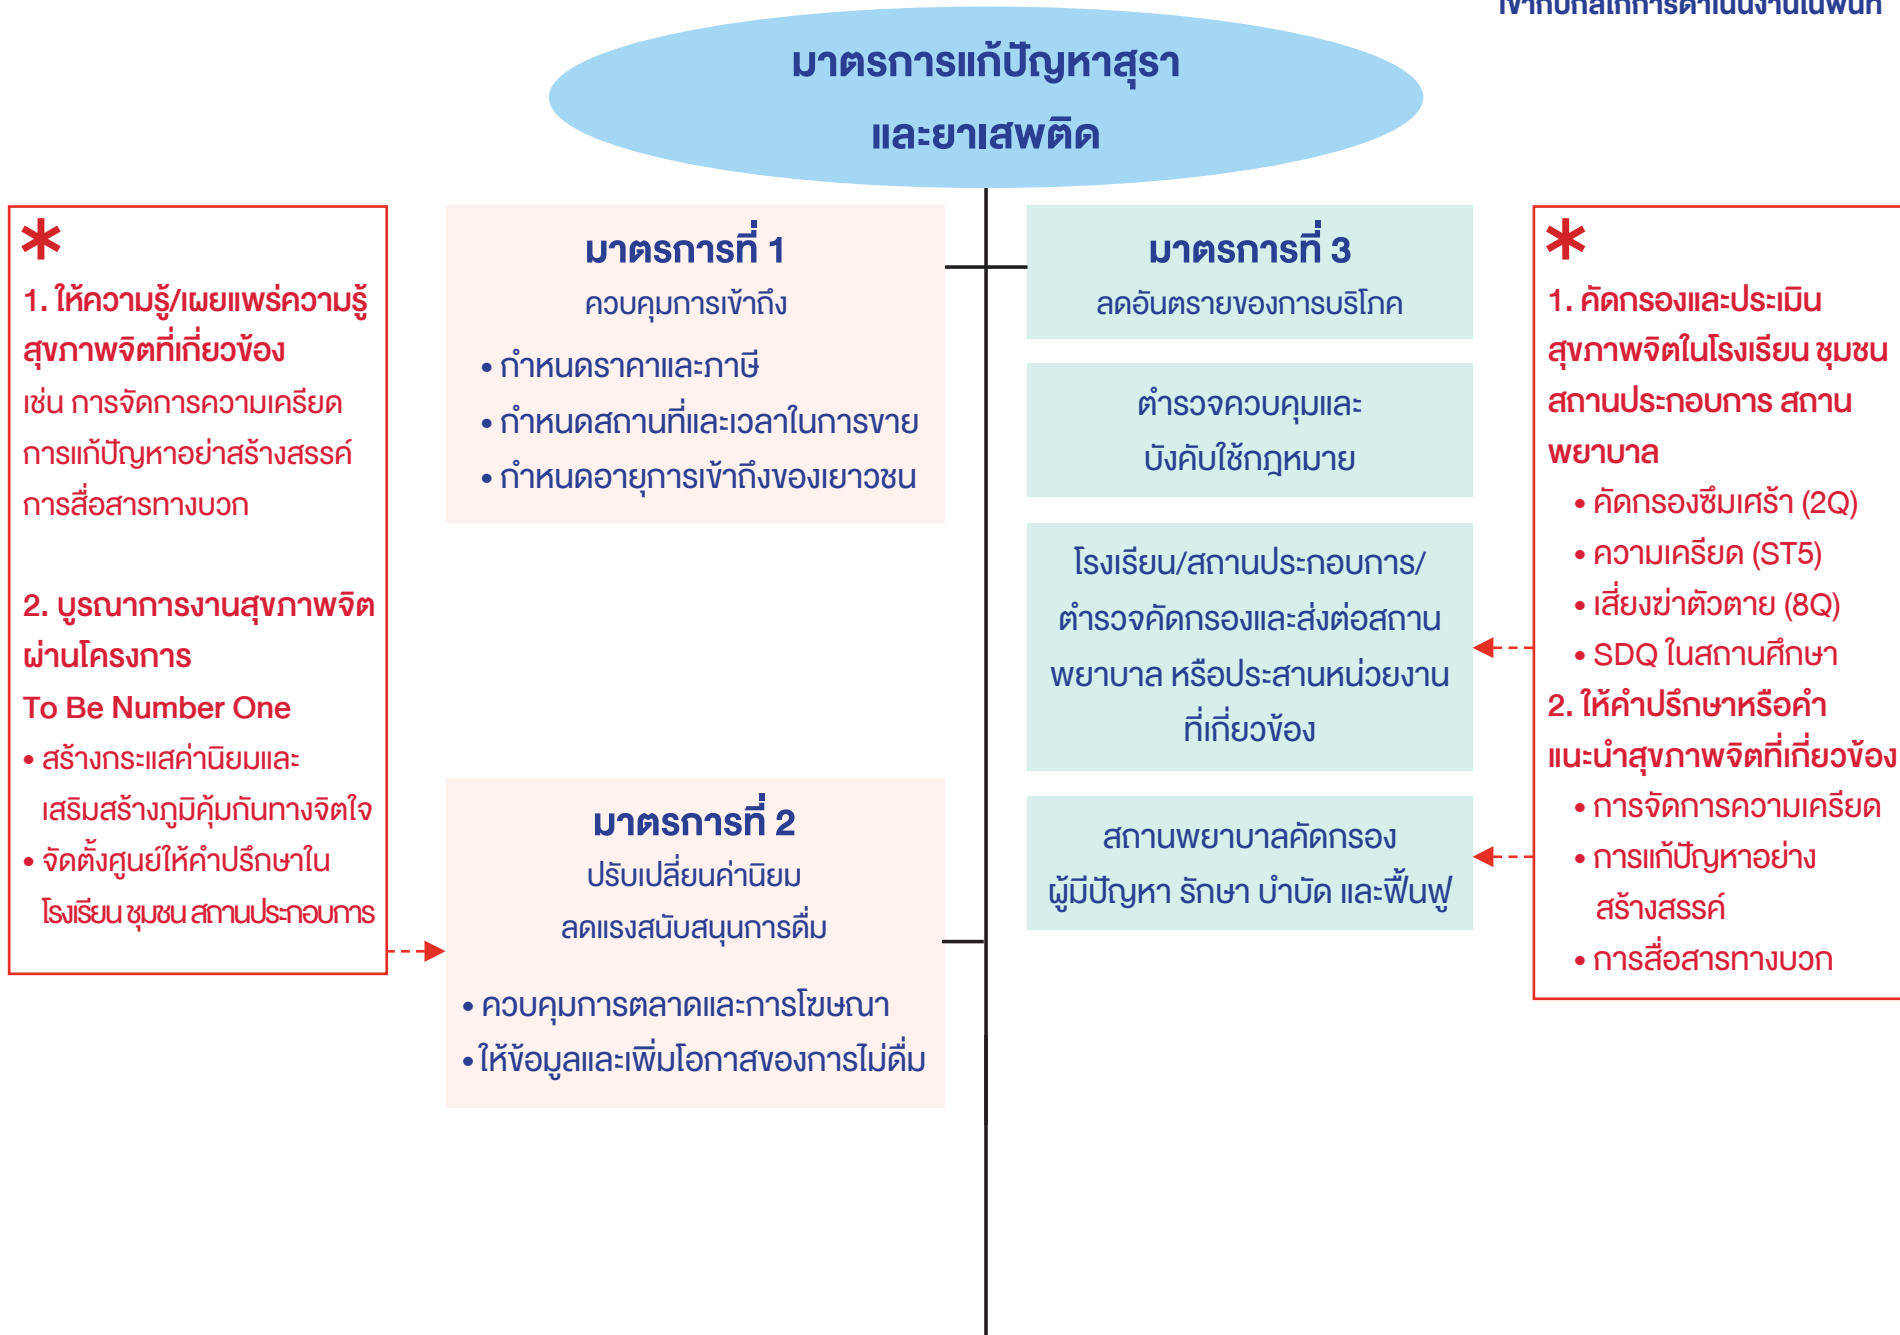 เข้ากับกลไกการดำเนินงานในพื้นที่
มาตรการแก้ปัญหาสุรา
และยาเสพติด
1. ให้ความรู้/เผยแพร่ความรู้
สุขภาพจิตที่เกี่ยวข้อง
เช่น การจัดการความเครียด
การแก้ปัญหาอย่าสร้างสรรค์
การสื่อสารทางบวก
2. บูรณาการงานสุขภาพจิต
ผ่านโครงการ
To Be Number One
• สร้างกระแสค่านิยมและ
เสริมสร้างภูมิคุ้มกันทางจิตใจ
• จัดตั้งศูนย์ให้คำปรึกษาใน
โรงเรียน ชุมชน สถานประกอบการ
มาตรการที่ 1
ควบคุมการเข้าถึง
• กำหนดราคาและภาษี
• กำหนดสถานที่และเวลาในการขาย
• กำหนดอายุการเข้าถึงของเยาวชน
มาตรการที่ 2
ปรับเปลี่ยนค่านิยม
ลดแรงสนับสนุนการดื่ม
• ควบคุมการตลาดและการโฆษณา
• ให้ข้อมูลและเพิ่มโอกาสของการไม่ดื่ม
มาตรการที่ 3
ลดอันตรายของการบริโภค
ตำรวจควบคุมและ
บังคับใช้กฎหมาย
โรงเรียน/สถานประกอบการ/
ตำรวจคัดกรองและส่งต่อสถาน
พยาบาล หรือประสานหน่วยงาน
ที่เกี่ยวข้อง
สถานพยาบาลคัดกรอง
ผู้มีปัญหา รักษา บำบัด และฟื้นฟู
1. คัดกรองและประเมิน
สุขภาพจิตในโรงเรียน ชุมชน
สถานประกอบการ สถาน
พยาบาล
• คัดกรองซึมเศร้า (2Q)
• ความเครียด (ST5)
• เสี่ยงฆ่าตัวตาย (8Q)
• SDQ ในสถานศึกษา
2. ให้คำปรึกษาหรือคำ
แนะนำสุขภาพจิตที่เกี่ยวข้อง
• การจัดการความเครียด
• การแก้ปัญหาอย่าง
สร้างสรรค์
• การสื่อสารทางบวก